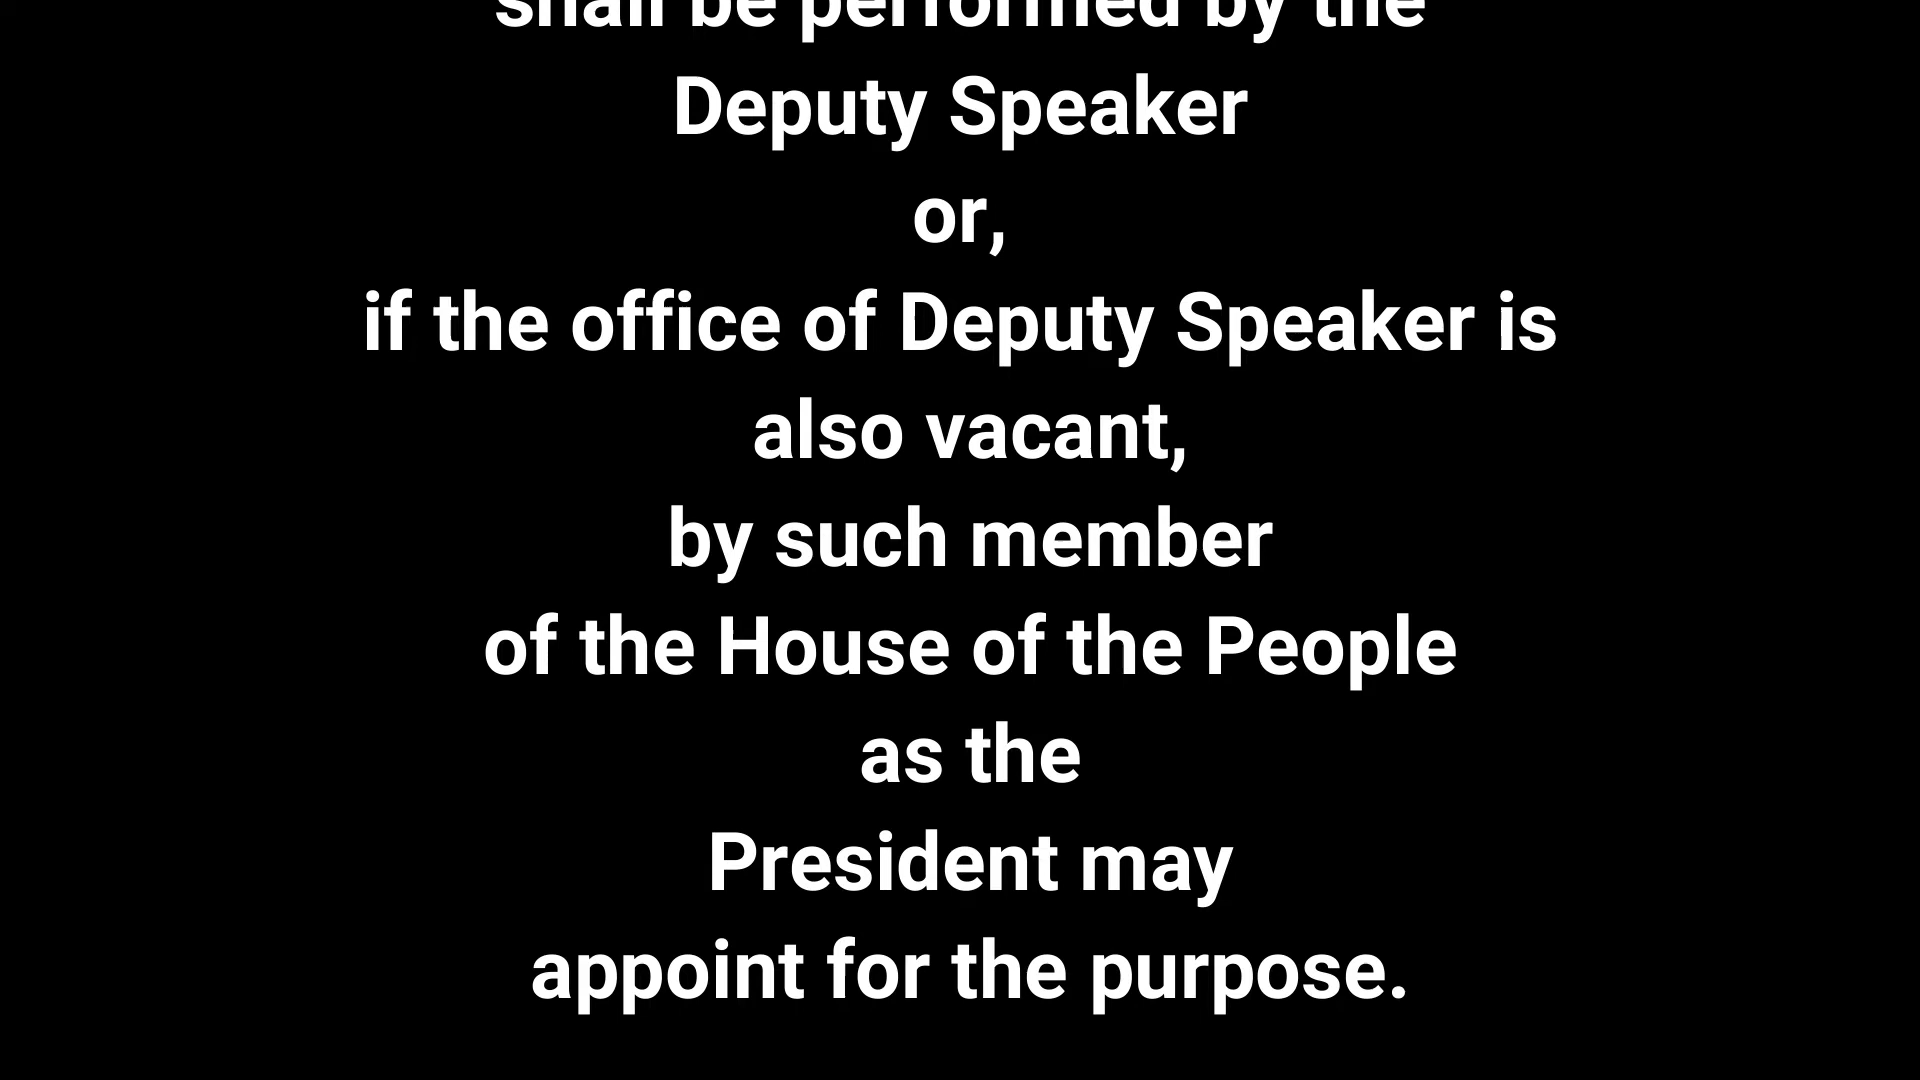 shall be performed by the
Deputy Speaker
or,
if the office of Deputy Speaker is
also vacant,
by such member
of the House of the People
as the
President may
appoint for the purpose.